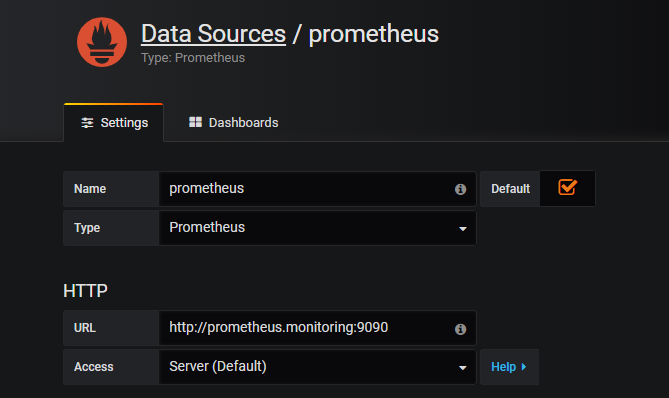 Data Sources / prometheus
Type: Prometheus
Settings Dashboards
Name prometheus Default
Type Prometheus
HTTP
URL http://prometheus.monitoring:9090
Access Server (Default) Help